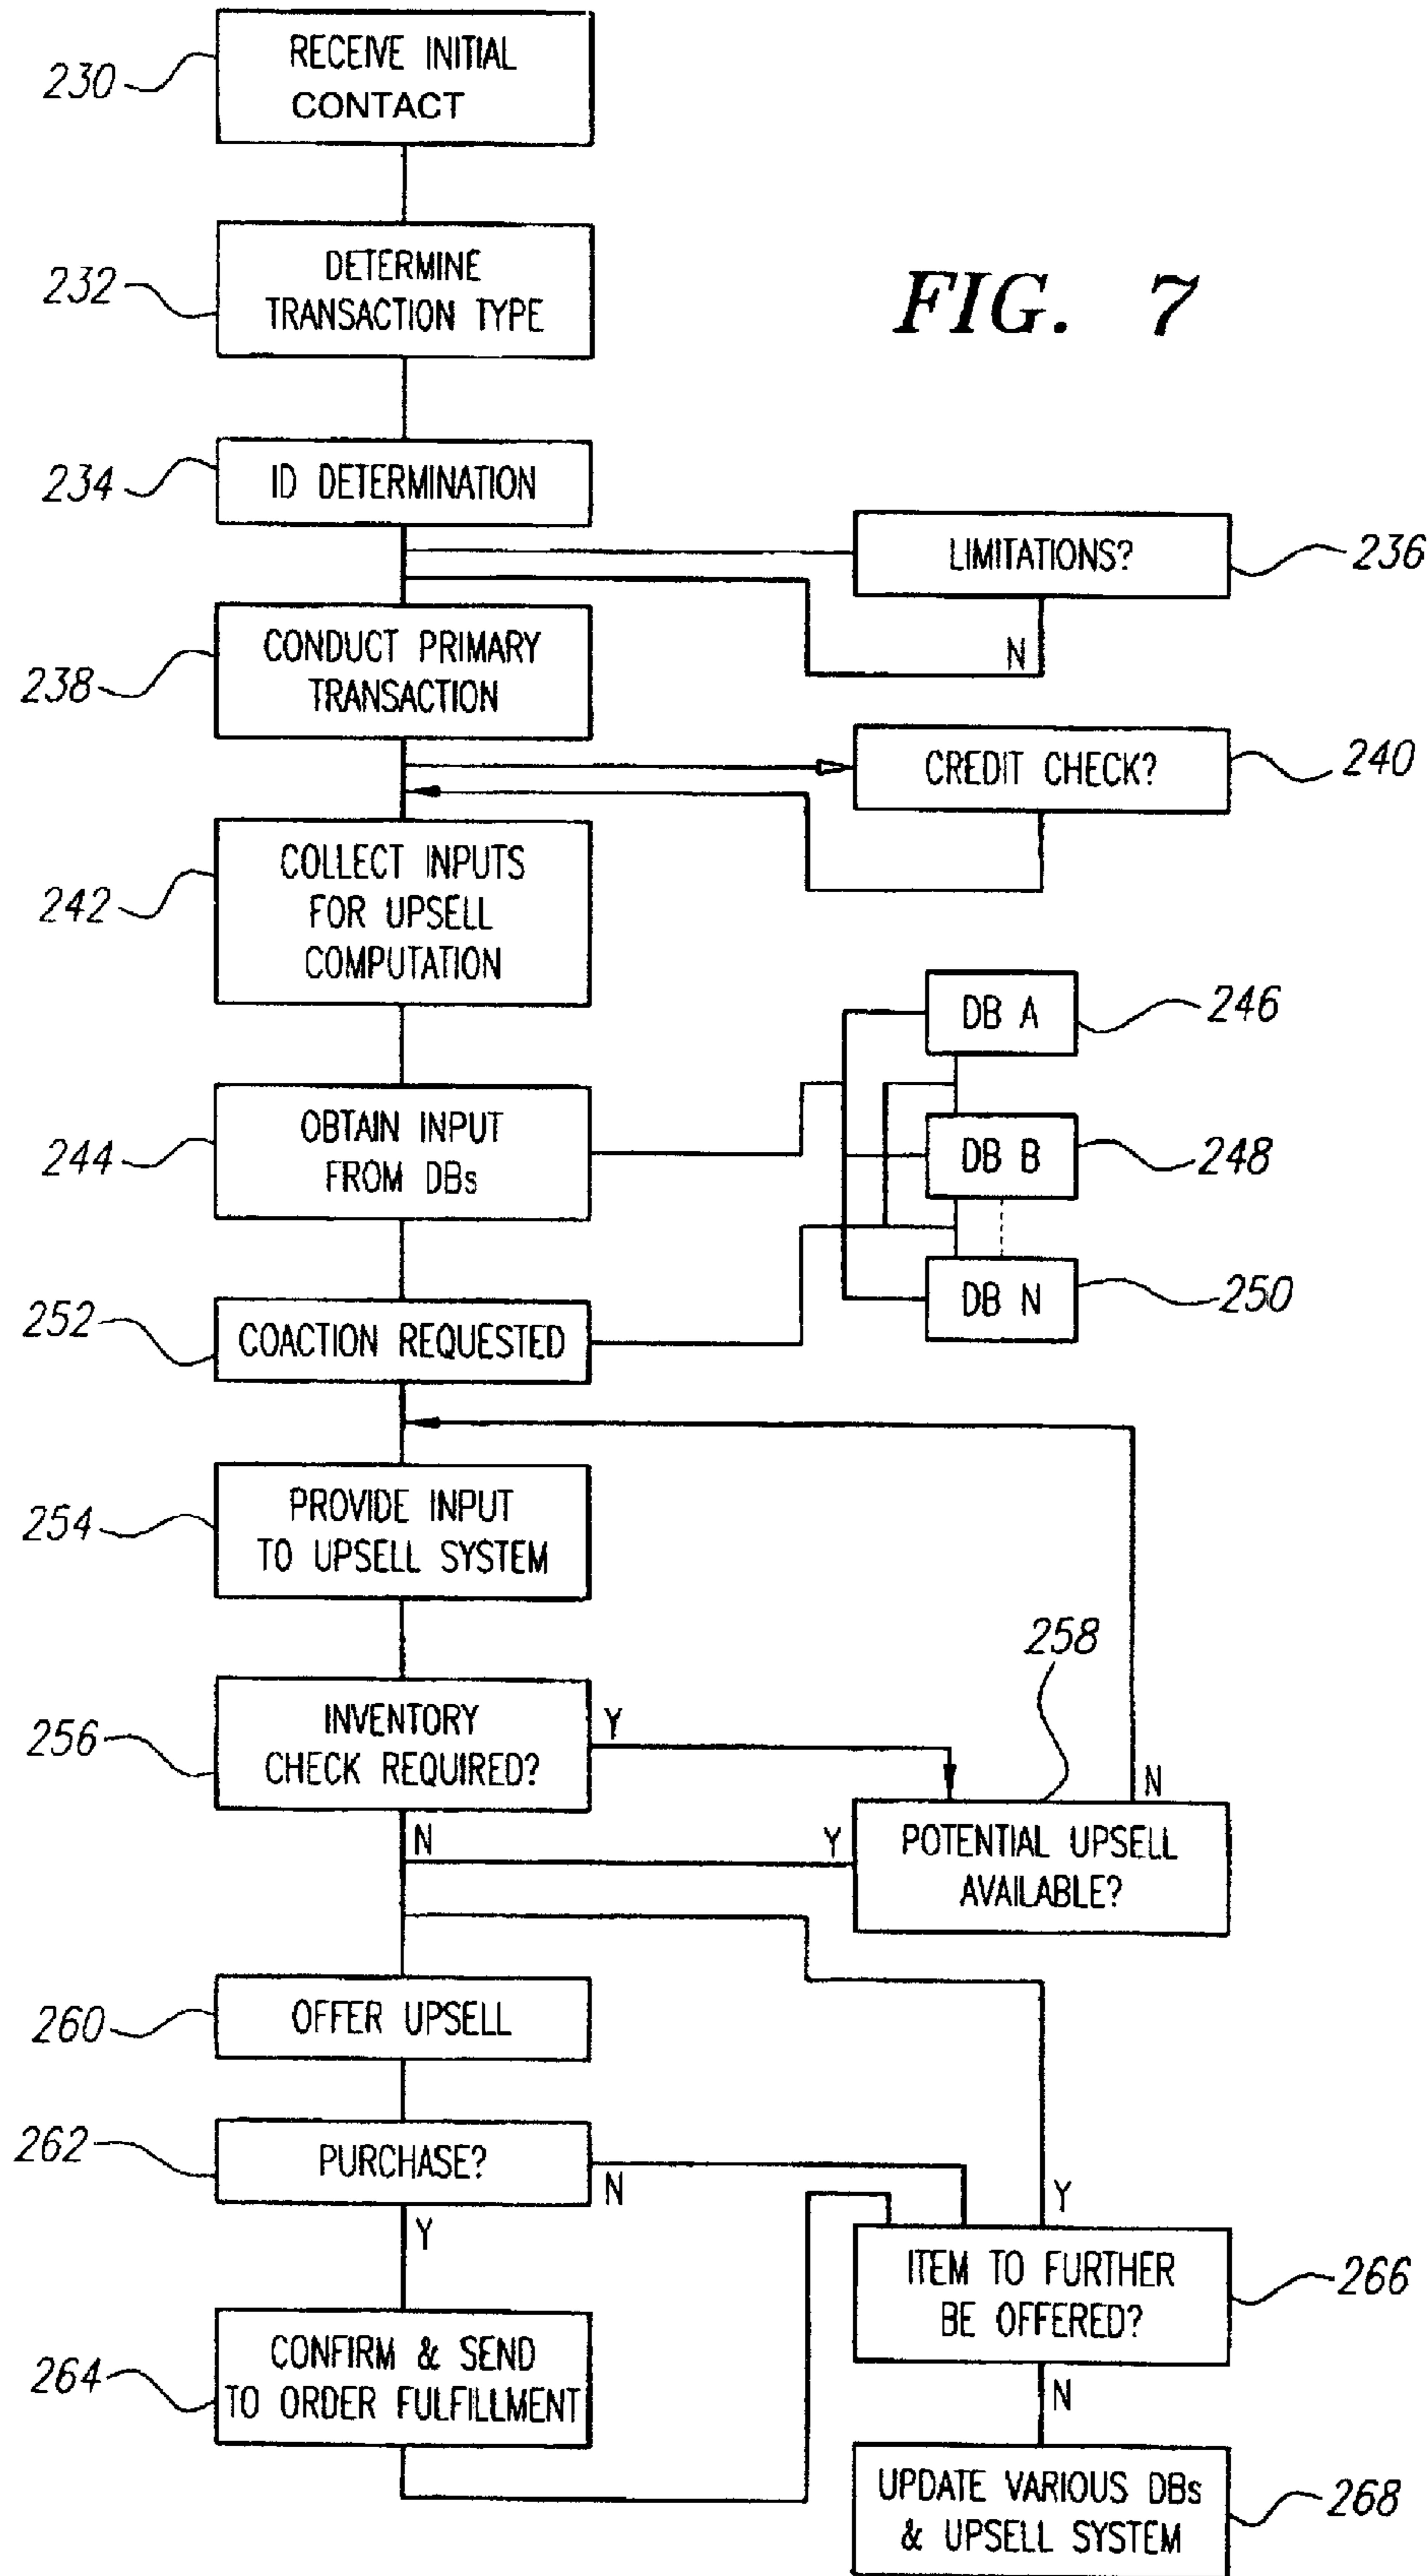 230
RECEIVE INITIAL
CONTACT
232
DETERMINE
TRANSACTION TYPE
FIG. 7
234
ID DETERMINATION
LIMITATIONS?
236
N
238
CONDUCT PRIMARY
TRANSACTION
CREDIT CHECK?
240
242
COLLECT INPUTS
FOR UPSELL
COMPUTATION
DB A
246
244
OBTAIN INPUT
FROM DBs
DB B
248
DB N
250
252
COACTION REQUESTED
254
PROVIDE INPUT
TO UPSELL SYSTEM
258
256
INVENTORY
CHECK REQUIRED?
Y
N
N
Y
POTENTIAL UPSELL
AVAILABLE?
260
OFFER UPSELL
262
PURCHASE?
N
Y
Y
ITEM TO FURTHER
BE OFFERED?
266
264
CONFIRM & SEND
TO ORDER FULFILLMENT
N
UPDATE VARIOUS DBs
& UPSELL SYSTEM
268